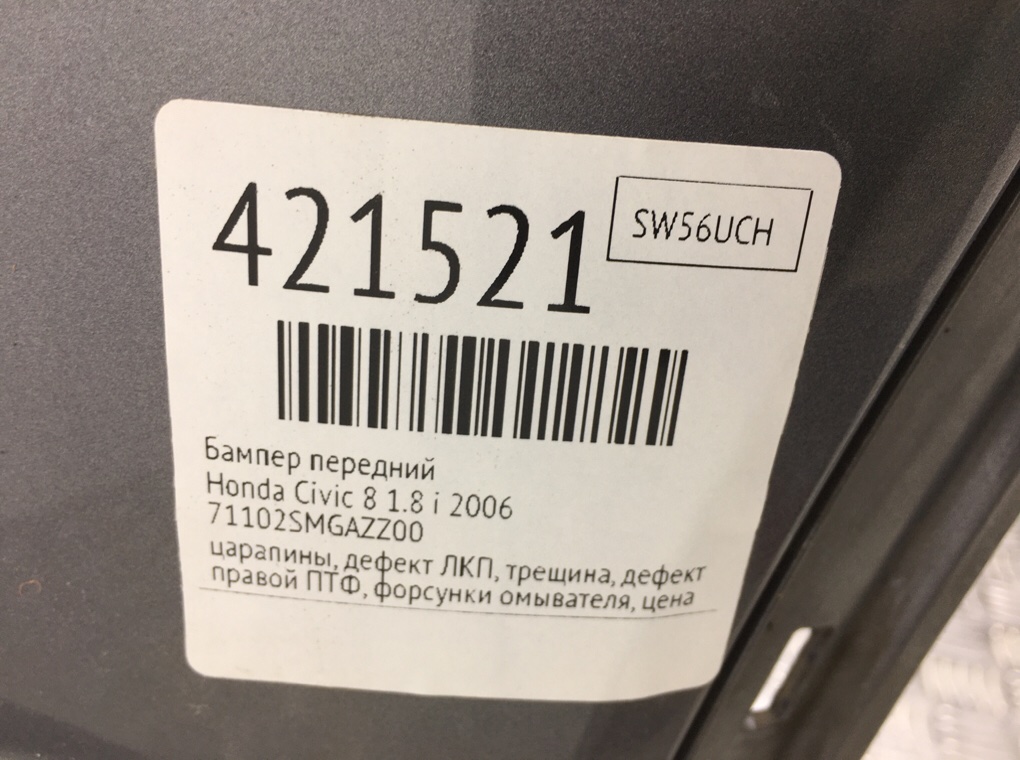 421521
SW56UCH
Бампер передний
Honda Civic 8 1.8 i 2006
71102SMGAZZ00
царапины, дефект ЛКП, трещина, дефект
правой ПТФ, форсунки омывателя, цена